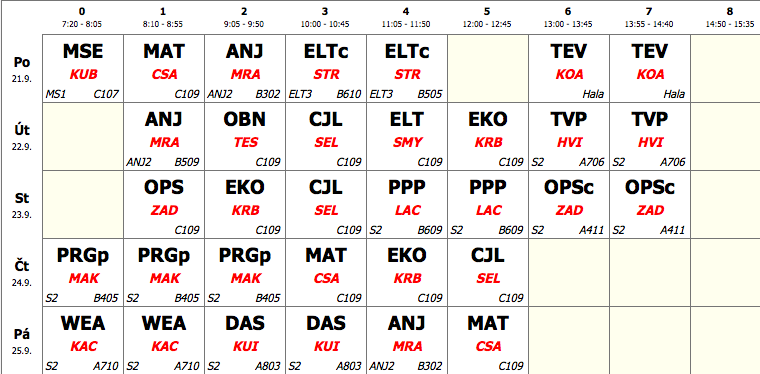 0 1 2 3 4 5 6 7 8
7:20 - 8:05 8:10 - 8:55 9:05 - 9:50 10:00 - 10:45 11:05 - 11:50 12:00 - 12:45 13:00 - 13:45 13:55 - 14:40 14:50 - 15:35
MSE MAT ANJ ELTc ELTc TEV TEV
Po
KUB CSA MRA STR STR KOA KOA
21.9.
MS1 C107 C109 ANJ2 B302 ELT3 B610 ELT3 B505 Hala Hala
ANJ OBN CJL ELT EKO TVP TVP
Út
MRA TES SEL SMY KRB HVI HVI
22.9.
ANJ2 B509 C109 C109 C109 C109 S2 A706 S2 A706
OPS EKO CJL PPP PPP OPSc OPSc
St
ZAD KRB SEL LAC LAC ZAD ZAD
23.9.
C109 C109 C109 S2 B609 S2 B609 S2 A411 S2 A411
PRGp PRGp PRGp MAT EKO CJL
Čt
MAK MAK MAK CSA KRB SEL
24.9.
S2 B405 S2 B405 S2 B405 C109 C109 C109
WEA WEA DAS DAS ANJ MAT
Pá
KAC KAC KUI KUI MRA CSA
25.9.
S2 A710 S2 A710 S2 A803 S2 A803 ANJ2 B302 C109